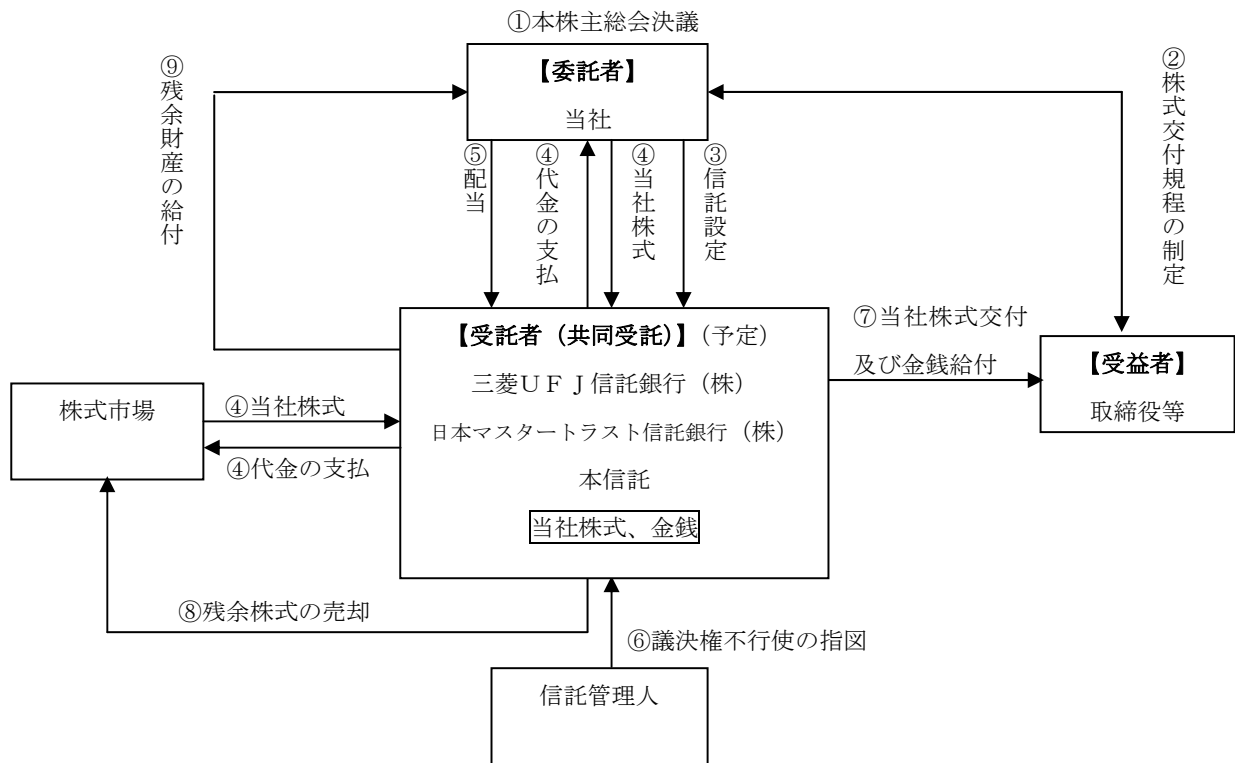 ①本株主総会決議
【委託者】
当社
⑨残余財産の給付
②株式交付規程の制定
⑤配当
④代金の支払
④当社株式
③信託設定
【受託者（共同受託）】（予定）
三菱ＵＦＪ信託銀行（株）
日本マスタートラスト信託銀行（株）
本信託
当社株式、金銭
⑦当社株式交付
及び金銭給付
【受益者】
取締役等
株式市場
④当社株式
④代金の支払
⑧残余株式の売却
⑥議決権不行使の指図
信託管理人